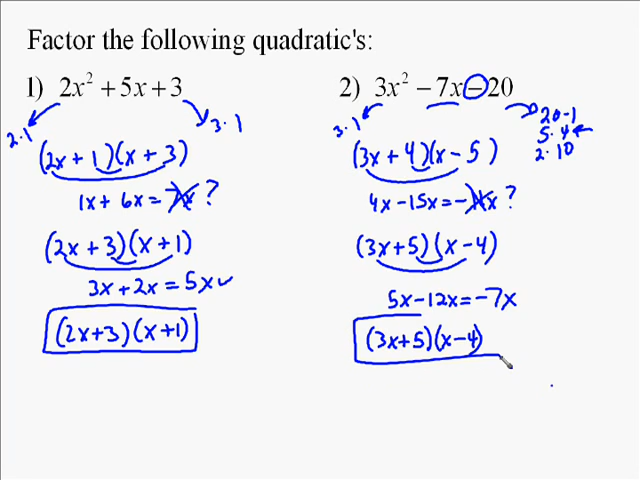 Factor the following quadratic's:
1) 2x² + 5x + 3
2·1
3·1
(2x + 1)(x + 3)
1x + 6x = 7x ?
(2x + 3)(x + 1)
3x + 2x = 5x ✓
(2x+3)(x+1)
2) 3x² − 7x − 20
3·1
20·1
5·4 ←
2·10
(3x + 4)(x − 5)
4x − 15x = −11x ?
(3x+5)(x−4)
5x−12x = −7x
(3x+5)(x−4)